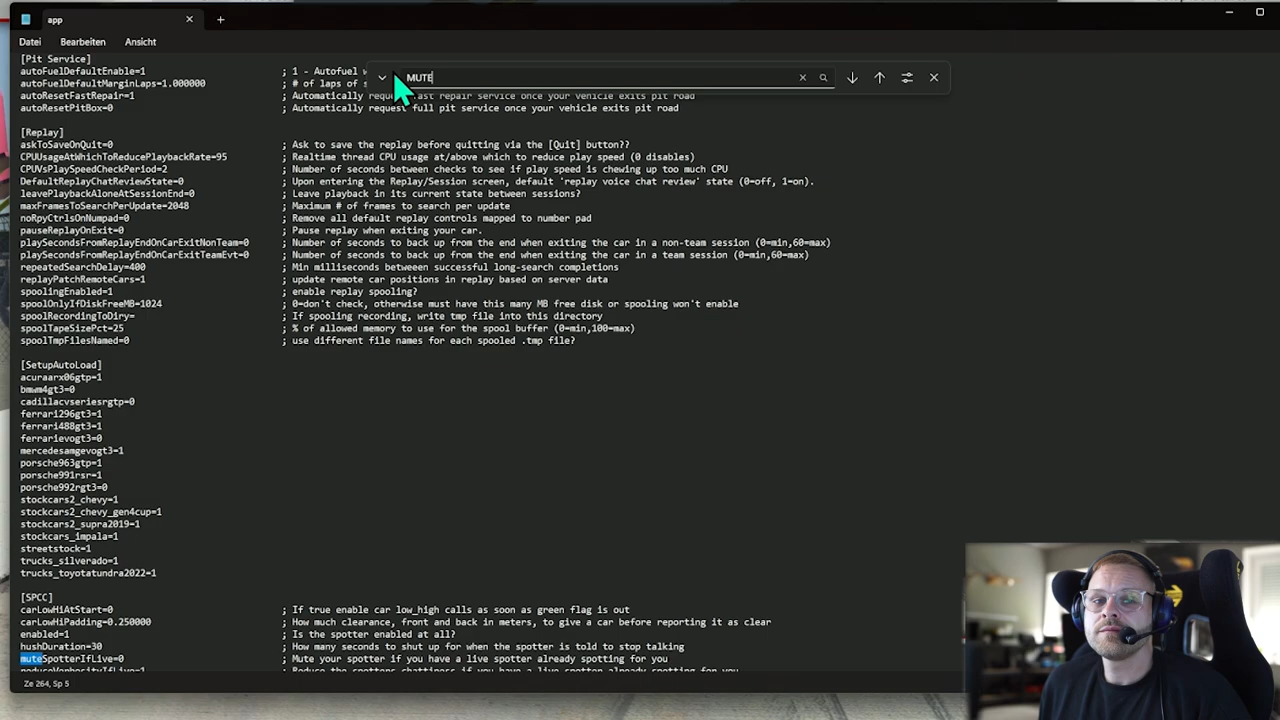 app
Datei Bearbeiten Ansicht
MUTE
[Pit Service]
autoFuelDefaultEnable=1 ; 1 - Autofuel
autoFuelDefaultMarginLaps=1.000000 ; # of laps of
autoResetFastRepair=1 ; Automatically request fast repair service once your vehicle exits pit road
autoResetPitBox=0 ; Automatically request full pit service once your vehicle exits pit road
[Replay]
askToSaveOnQuit=0 ; Ask to save the replay before quitting via the [Quit] button??
CPUUsageAtWhichToReducePlaybackRate=95 ; Realtime thread CPU usage at/above which to reduce play speed (0 disables)
CPUVsPlaySpeedCheckPeriod=2 ; Number of seconds between checks to see if play speed is chewing up too much CPU
DefaultReplayChatReviewState=0 ; Upon entering the Replay/Session screen, default 'replay voice chat review' state (0=off, 1=on).
leavePlaybackAloneAtSessionEnd=0 ; Leave playback in its current state between sessions?
maxFramesToSearchPerUpdate=2048 ; Maximum # of frames to search per update
noRpyCtrlsOnNumpad=0 ; Remove all default replay controls mapped to number pad
pauseReplayOnExit=0 ; Pause replay when exiting your car.
playSecondsFromReplayEndOnCarExitNonTeam=0 ; Number of seconds to back up from the end when exiting the car in a non-team session (0=min,60=max)
playSecondsFromReplayEndOnCarExitTeamEvt=0 ; Number of seconds to back up from the end when exiting the car in a team session (0=min,60=max)
repeatedSearchDelay=400 ; Min milliseconds betweeen successful long-search completions
replayPatchRemoteCars=1 ; update remote car positions in replay based on server data
spoolingEnabled=1 ; enable replay spooling?
spoolOnlyIfDiskFreeMB=1024 ; 0=don't check, otherwise must have this many MB free disk or spooling won't enable
spoolRecordingToDiry= ; If spooling recording, write tmp file into this directory
spoolTapeSizePct=25 ; % of allowed memory to use for the spool buffer (0=min,100=max)
spoolTmpFilesNamed=0 ; use different file names for each spooled .tmp file?
[SetupAutoLoad]
acuraarx06gtp=1
bmwm4gt3=0
cadillacvseriesrgtp=0
ferrari296gt3=1
ferrari488gt3=1
ferrarievogt3=0
mercedesamgevogt3=1
porsche963gtp=1
porsche991rsr=1
porsche992rgt3=0
stockcars2_chevy=1
stockcars2_chevy_gen4cup=1
stockcars2_supra2019=1
stockcars_impala=1
streetstock=1
trucks_silverado=1
trucks_toyotatundra2022=1
[SPCC]
carLowHiAtStart=0 ; If true enable car low_high calls as soon as green flag is out
carLowHiPadding=0.250000 ; How much clearance, front and back in meters, to give a car before reporting it as clear
enabled=1 ; Is the spotter enabled at all?
hushDuration=30 ; How many seconds to shut up for when the spotter is told to stop talking
muteSpotterIfLive=0 ; Mute your spotter if you have a live spotter already spotting for you
Ze 264, Sp 5